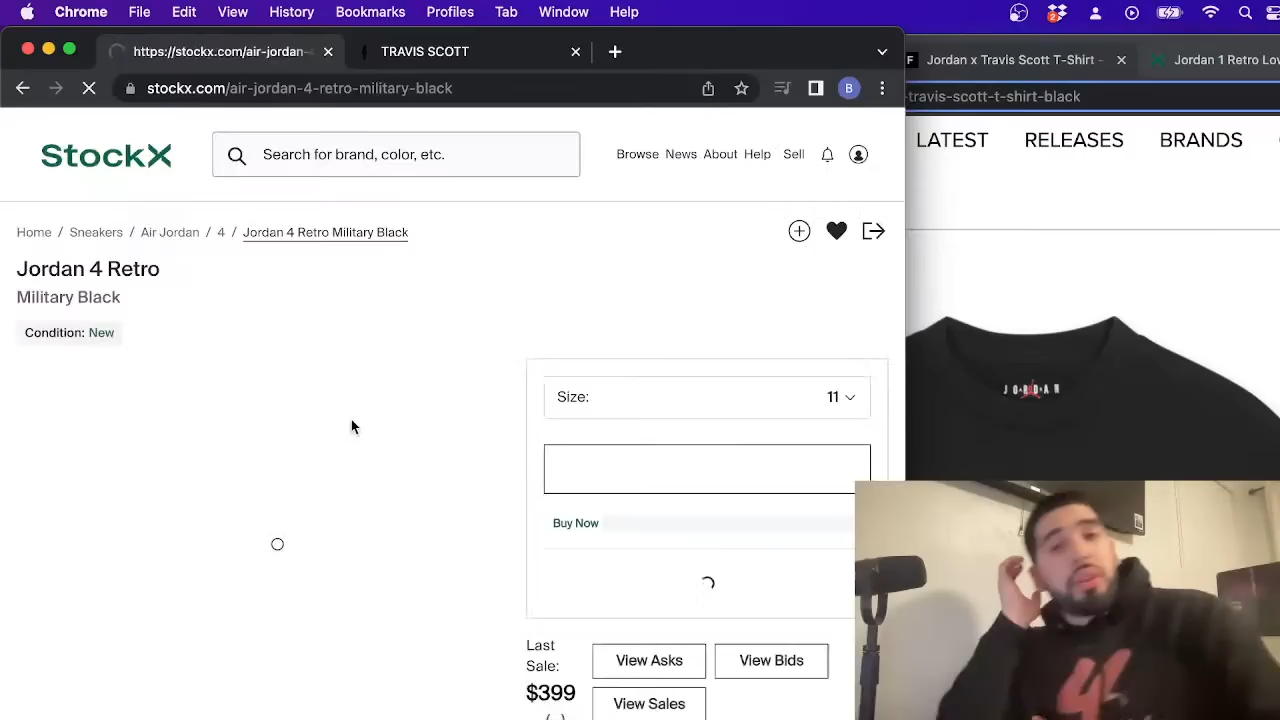 Chrome File Edit View History Bookmarks Profiles Tab Window Help
2
https://stockx.com/air-jordan-
TRAVIS SCOTT
Jordan x Travis Scott T-Shirt -
Jordan 1 Retro Lov
stockx.com/air-jordan-4-retro-military-black
B
-travis-scott-t-shirt-black
StockX
Search for brand, color, etc.
Browse News About Help Sell
LATEST RELEASES BRANDS
Home / Sneakers / Air Jordan / 4 / Jordan 4 Retro Military Black
Jordan 4 Retro
Military Black
Condition: New
Size: 11
JORDAN
Buy Now
Last
Sale:
$399
View Asks
View Bids
View Sales